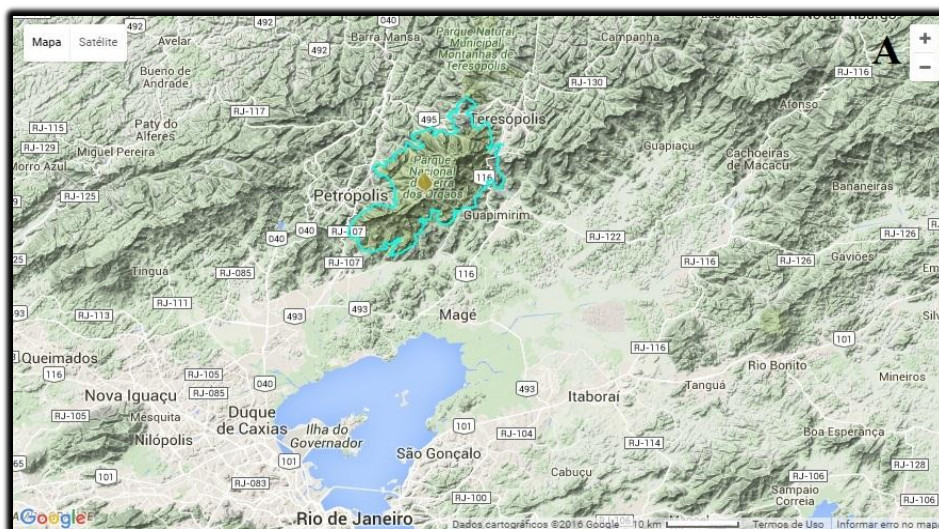 Mapa
Satélite
A
Avelar
492
Barra Mansa
040
Parque Natural
Municipal
Montanhas de
Teresópolis
Campanha
492
492
Bueno de
Andrade
RJ-130
RJ-116
RJ-117
495
Teresópolis
Afonso
RJ-115
Paty do
Alferes
RJ-129
Miguel Pereira
Morro Azul
Guapiaçu
Cachoeiras
de Macacu
Parque
Nacional
116
RJ-125
Petrópolis
Bananeiras
Guapimirim
RJ-107
RJ-122
RJ-126
040
040
RJ-107
RJ-116
RJ-126
Gaviões
Tinguá
RJ-085
116
RJ-111
493
RJ-113
493
Magé
101
RJ-116
Queimados
116
RJ-105
RJ-085
040
Rio Bonito
Mineiros
Nova Iguaçu
493
Itaboraí
Tanguá
RJ-105
Mesquita
Duque
de Caxias
Nilópolis
Ilha do
Governador
101
RJ-104
Boa Esperança
RJ-114
101
São Gonçalo
Cabuçu
RJ-128
101
RJ-083
RJ-100
RJ-106
Sampaio
Correia
RJ-106
Google
Rio de Janeiro
Dados cartográficos ©2016 Google
10 km
Termos de Uso
Informar erro no mapa